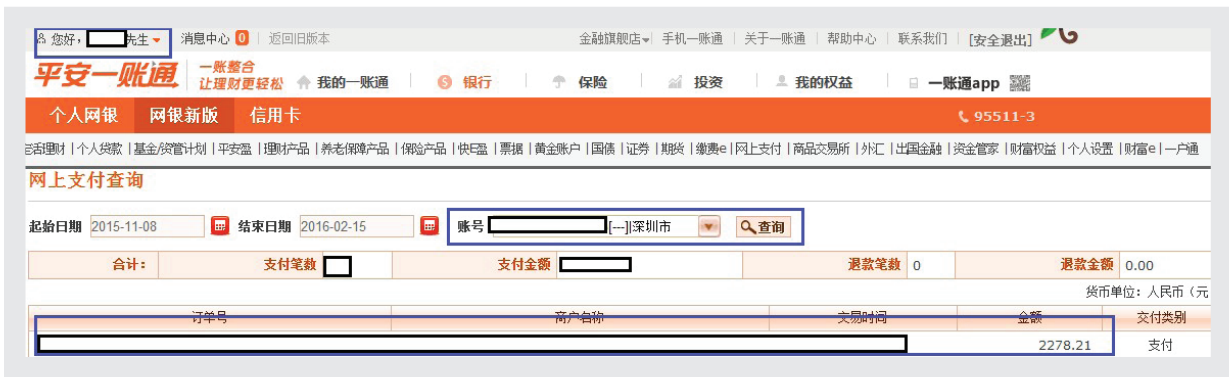 您好， 先生 消息中心 0 | 返回旧版本 金融旗舰店 | 手机一账通 | 关于一账通 | 帮助中心 | 联系我们 | [安全退出]
平安一账通 一账整合 让理财更轻松 我的一账通 | 银行 | 保险 | 投资 | 我的权益 | 一账通app
个人网银 网银新版 信用卡 95511-3
理财 | 个人贷款 | 基金/资管计划 | 平安盈 | 理财产品 | 养老保障产品 | 保险产品 | 快E盈 | 票据 | 黄金账户 | 国债 | 证券 | 期货 | 缴费e | 网上支付 | 商品交易所 | 外汇 | 出国金融 | 资金管家 | 财富权益 | 个人设置 | 财富e | 一户通
网上支付查询
起始日期 2015-11-08 结束日期 2016-02-15 账号 [---]|深圳市 查询
合计: 支付笔数 支付金额 退款笔数 0 退款金额 0.00
货币单位：人民币（元
订单号 商户名称 交易时间 金额 交付类别
2278.21 支付